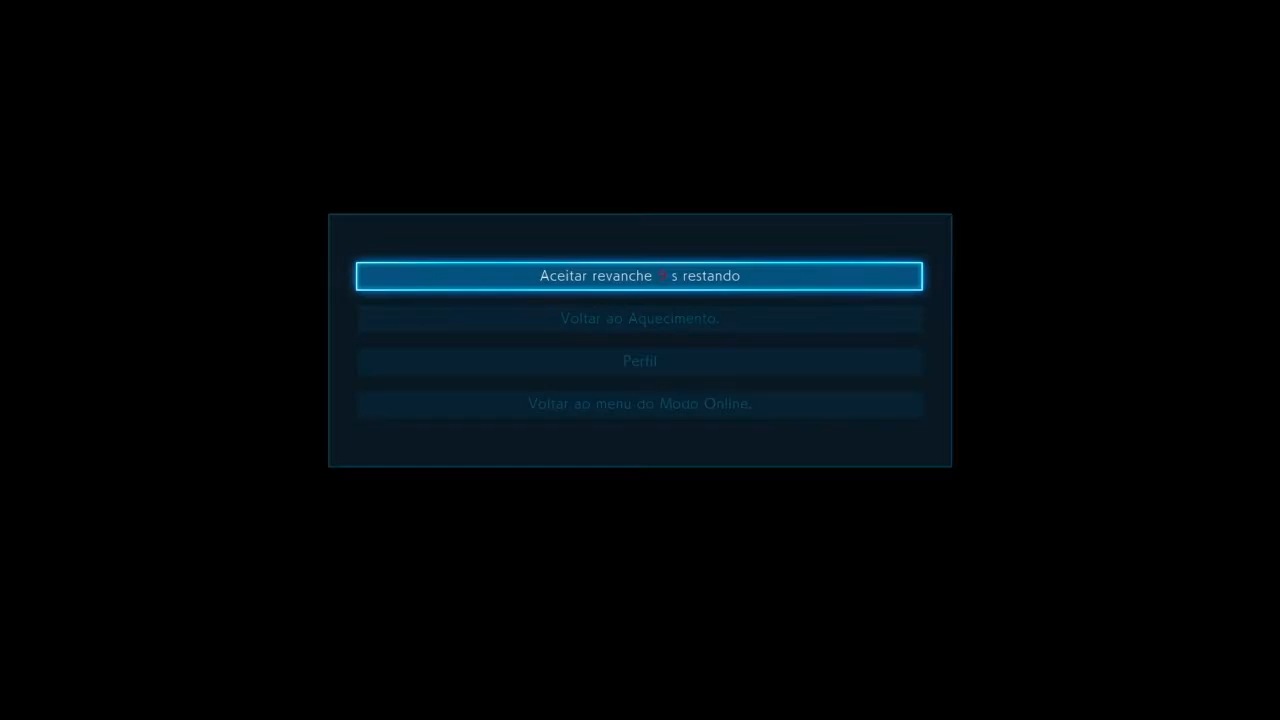 Aceitar revanche s restando
Voltar ao Aquecimento.
Perfil
Voltar ao menu do Modo Online.